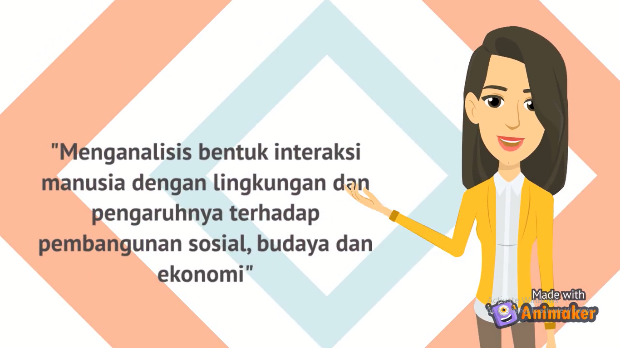 "Menganalisis bentuk interaksi
manusia dengan lingkungan dan
pengaruhnya terhadap
pembangunan sosial, budaya dan
ekonomi"
Made with
Animaker